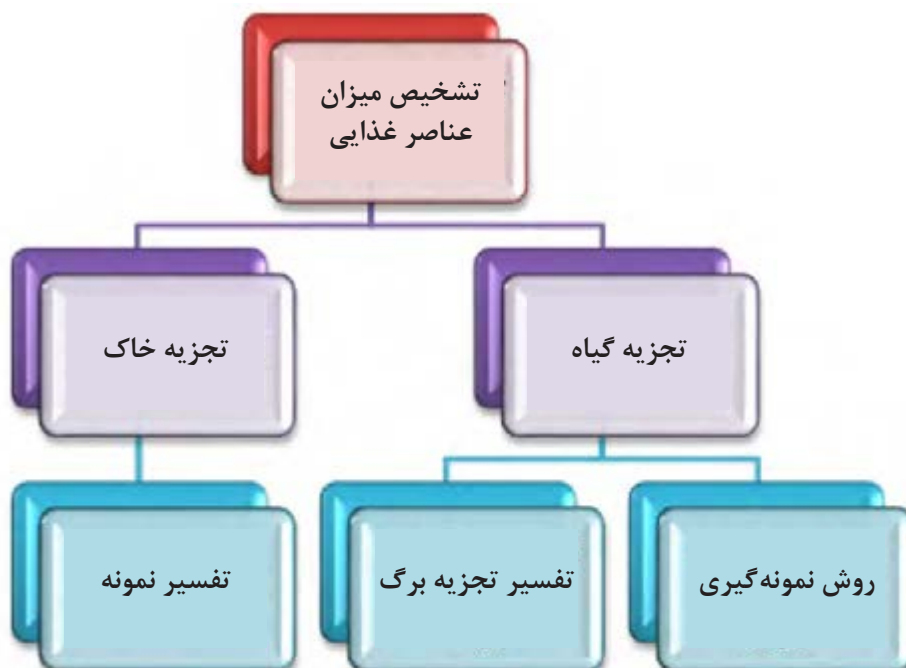 تشخیص میزان
عناصر غذایی
تجزیه گیاه
تجزیه خاک
روش نمونه‌گیری
تفسیر تجزیه برگ
تفسیر نمونه